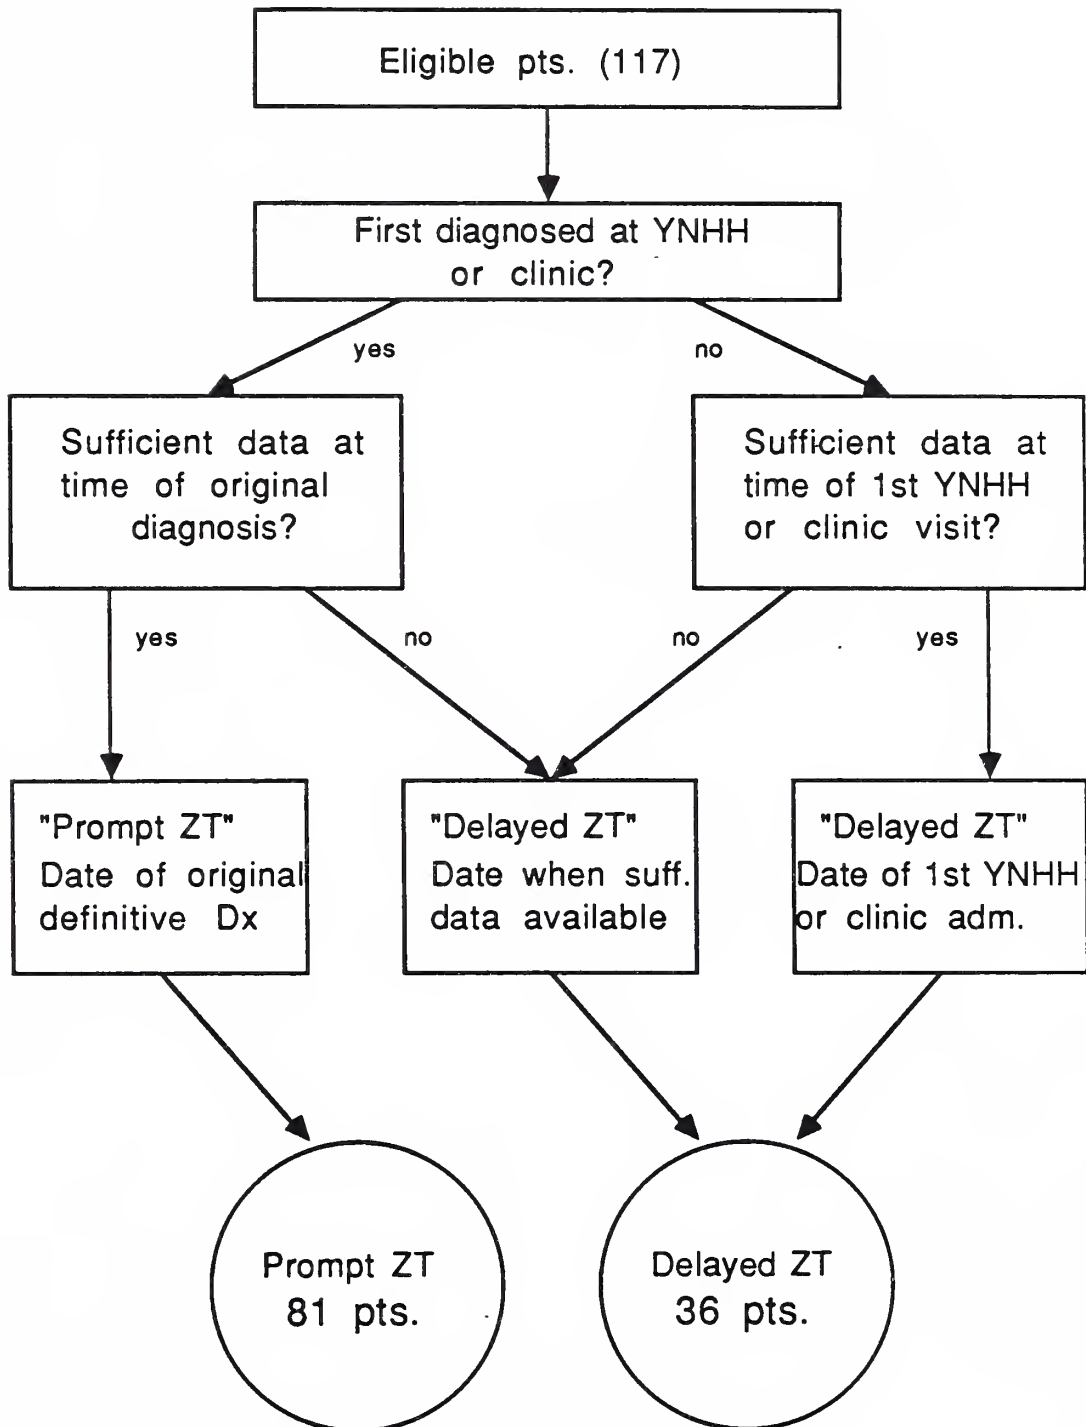 Eligible pts. (117)
First diagnosed at YNHH
or clinic?
yes
no
Sufficient data at
time of original
diagnosis?
Sufficient data at
time of 1st YNHH
or clinic visit?
yes
no
no
yes
"Prompt ZT"
Date of original
definitive Dx
"Delayed ZT"
Date when suff.
data available
"Delayed ZT"
Date of 1st YNHH
or clinic adm.
Prompt ZT
81 pts.
Delayed ZT
36 pts.